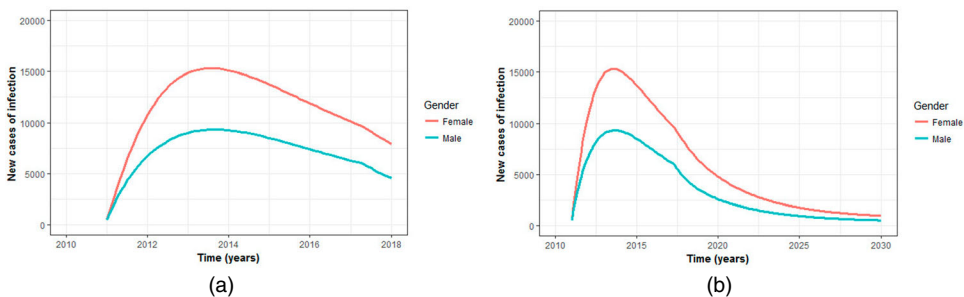 20000
15000
10000
5000
0
New cases of infection
2010
2012
2014
2016
2018
Time (years)
Gender
Female
Male
(a)
20000
15000
10000
5000
0
New cases of infection
2010
2015
2020
2025
2030
Time (years)
Gender
Female
Male
(b)